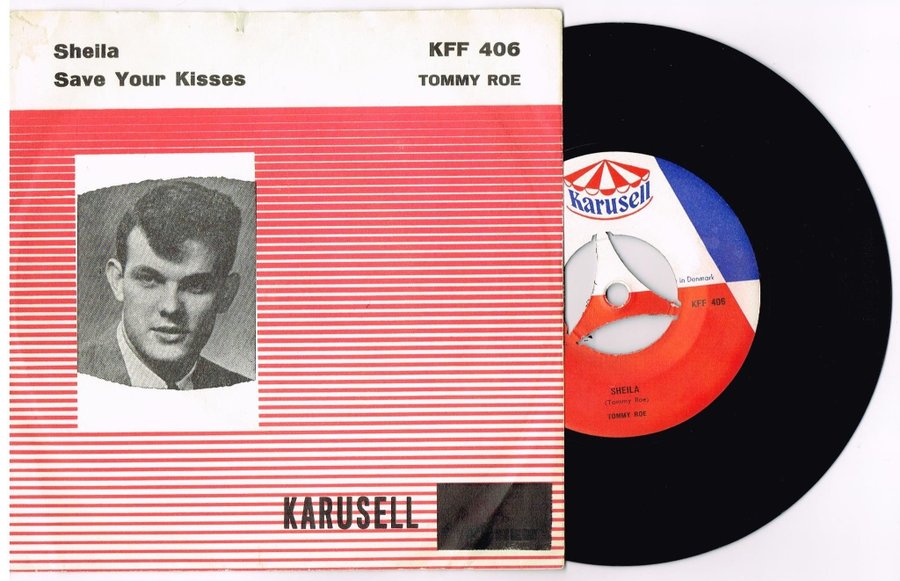 Sheila
KFF 406
Save Your Kisses
TOMMY ROE
KARUSELL
Karusell
in Denmark
KFF 406
SHEILA
(Tommy Roe)
TOMMY ROE